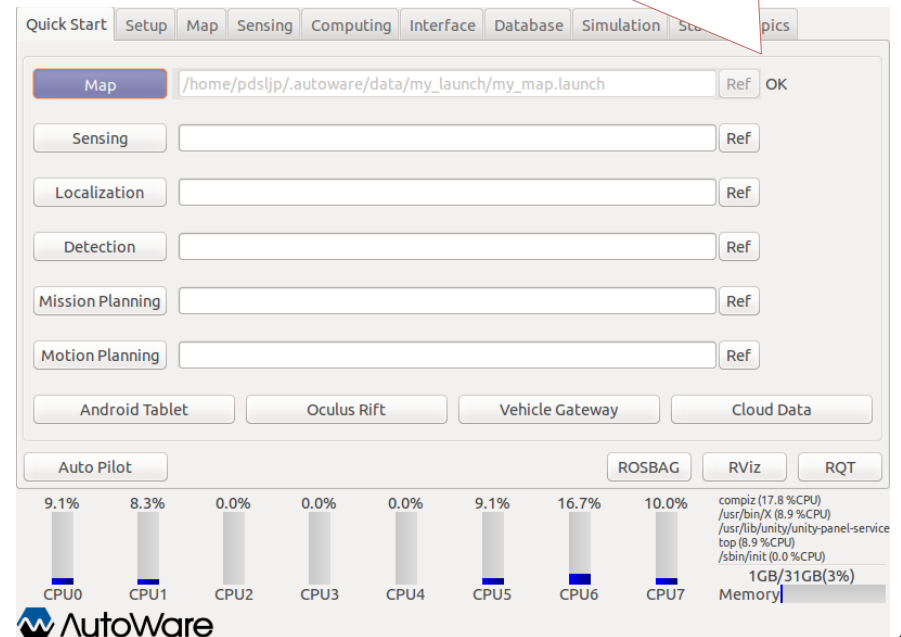 Quick Start Setup Map Sensing Computing Interface Database Simulation
Map /home/pdsljp/.autoware/data/my_launch/my_map.launch Ref OK
Sensing Ref
Localization Ref
Detection Ref
Mission Planning Ref
Motion Planning Ref
Android Tablet Oculus Rift Vehicle Gateway Cloud Data
Auto Pilot ROSBAG RViz RQT
9.1% 8.3% 0.0% 0.0% 0.0% 9.1% 16.7% 10.0%
compiz (17.8 %CPU)
/usr/bin/X (8.9 %CPU)
/usr/lib/unity/unity-panel-service
top (8.9 %CPU)
/sbin/init (0.0 %CPU)
1GB/31GB(3%)
CPU0 CPU1 CPU2 CPU3 CPU4 CPU5 CPU6 CPU7 Memory
AutoWare